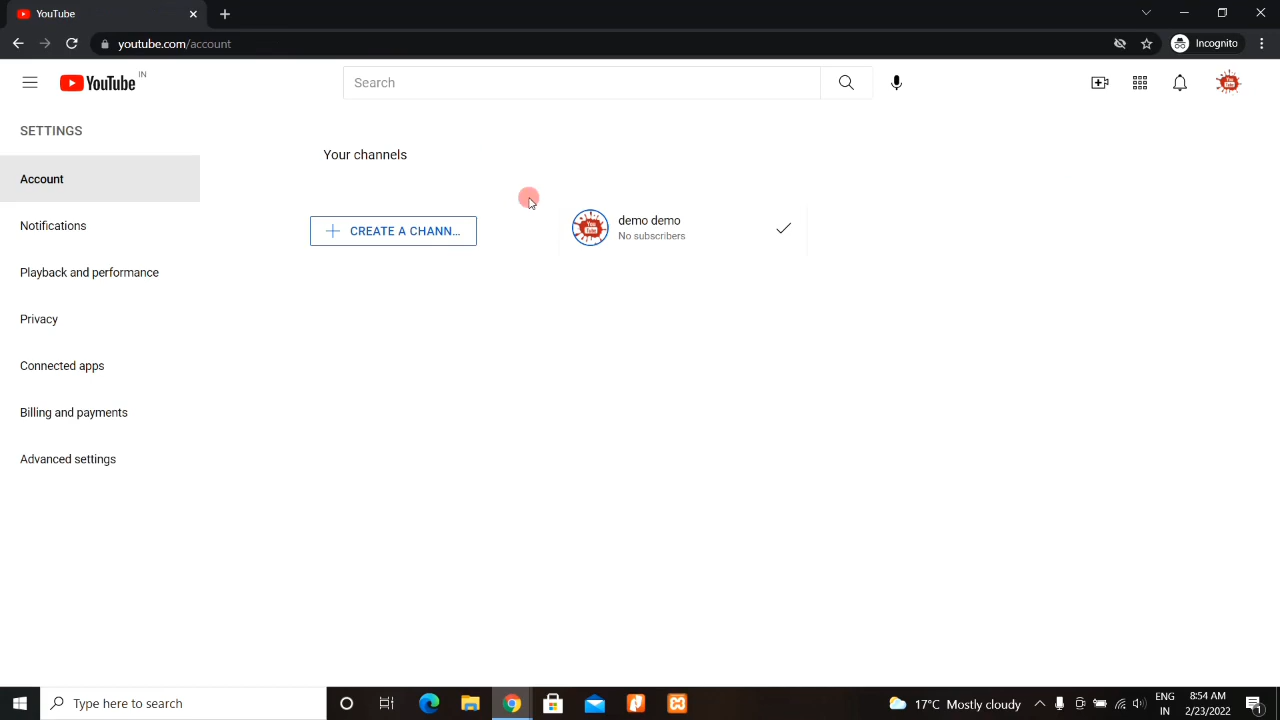 YouTube
youtube.com/account
Incognito
YouTube IN
Search
SETTINGS
Your channels
Account
demo demo
No subscribers
CREATE A CHANN...
Notifications
Playback and performance
Privacy
Connected apps
Billing and payments
Advanced settings
Type here to search
17°C Mostly cloudy
ENG
IN
8:54 AM
2/23/2022
1